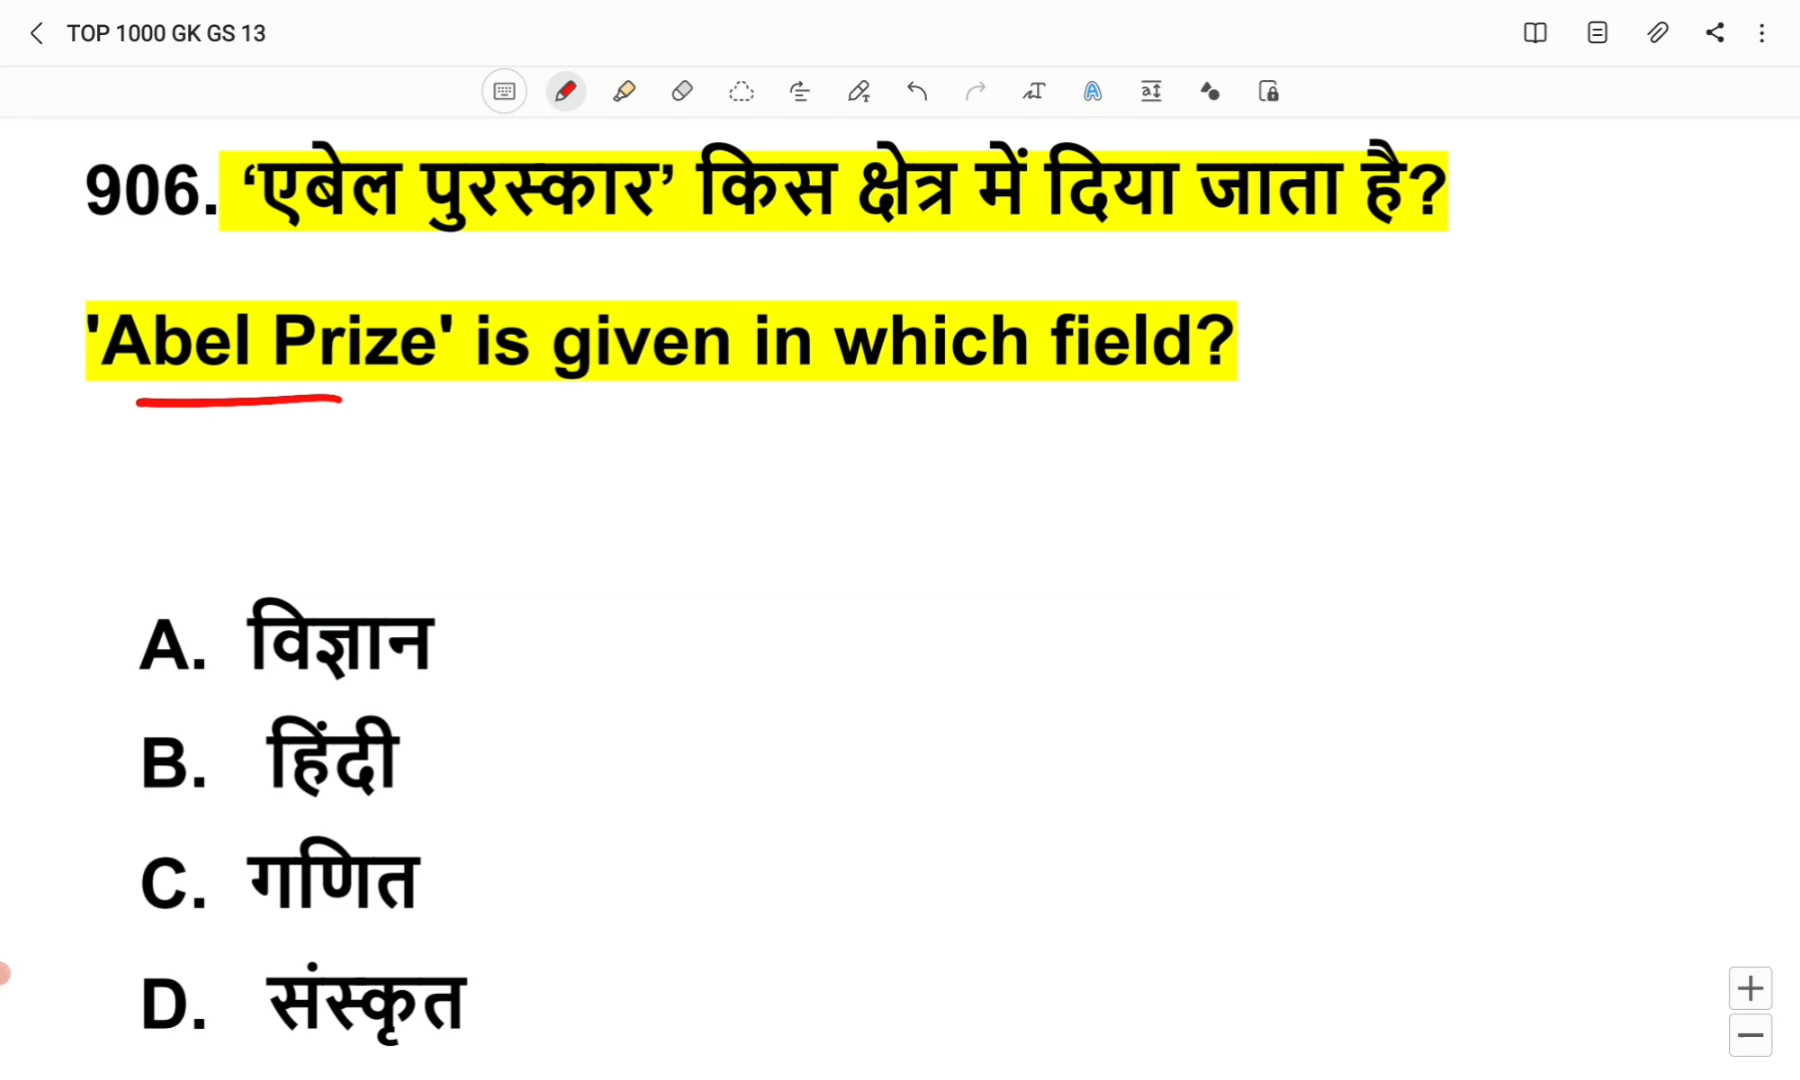 TOP 1000 GK GS 13
906. ‘एबेल पुरस्कार’ किस क्षेत्र में दिया जाता है?
'Abel Prize' is given in which field?
A. विज्ञान
B. हिंदी
C. गणित
D. संस्कृत